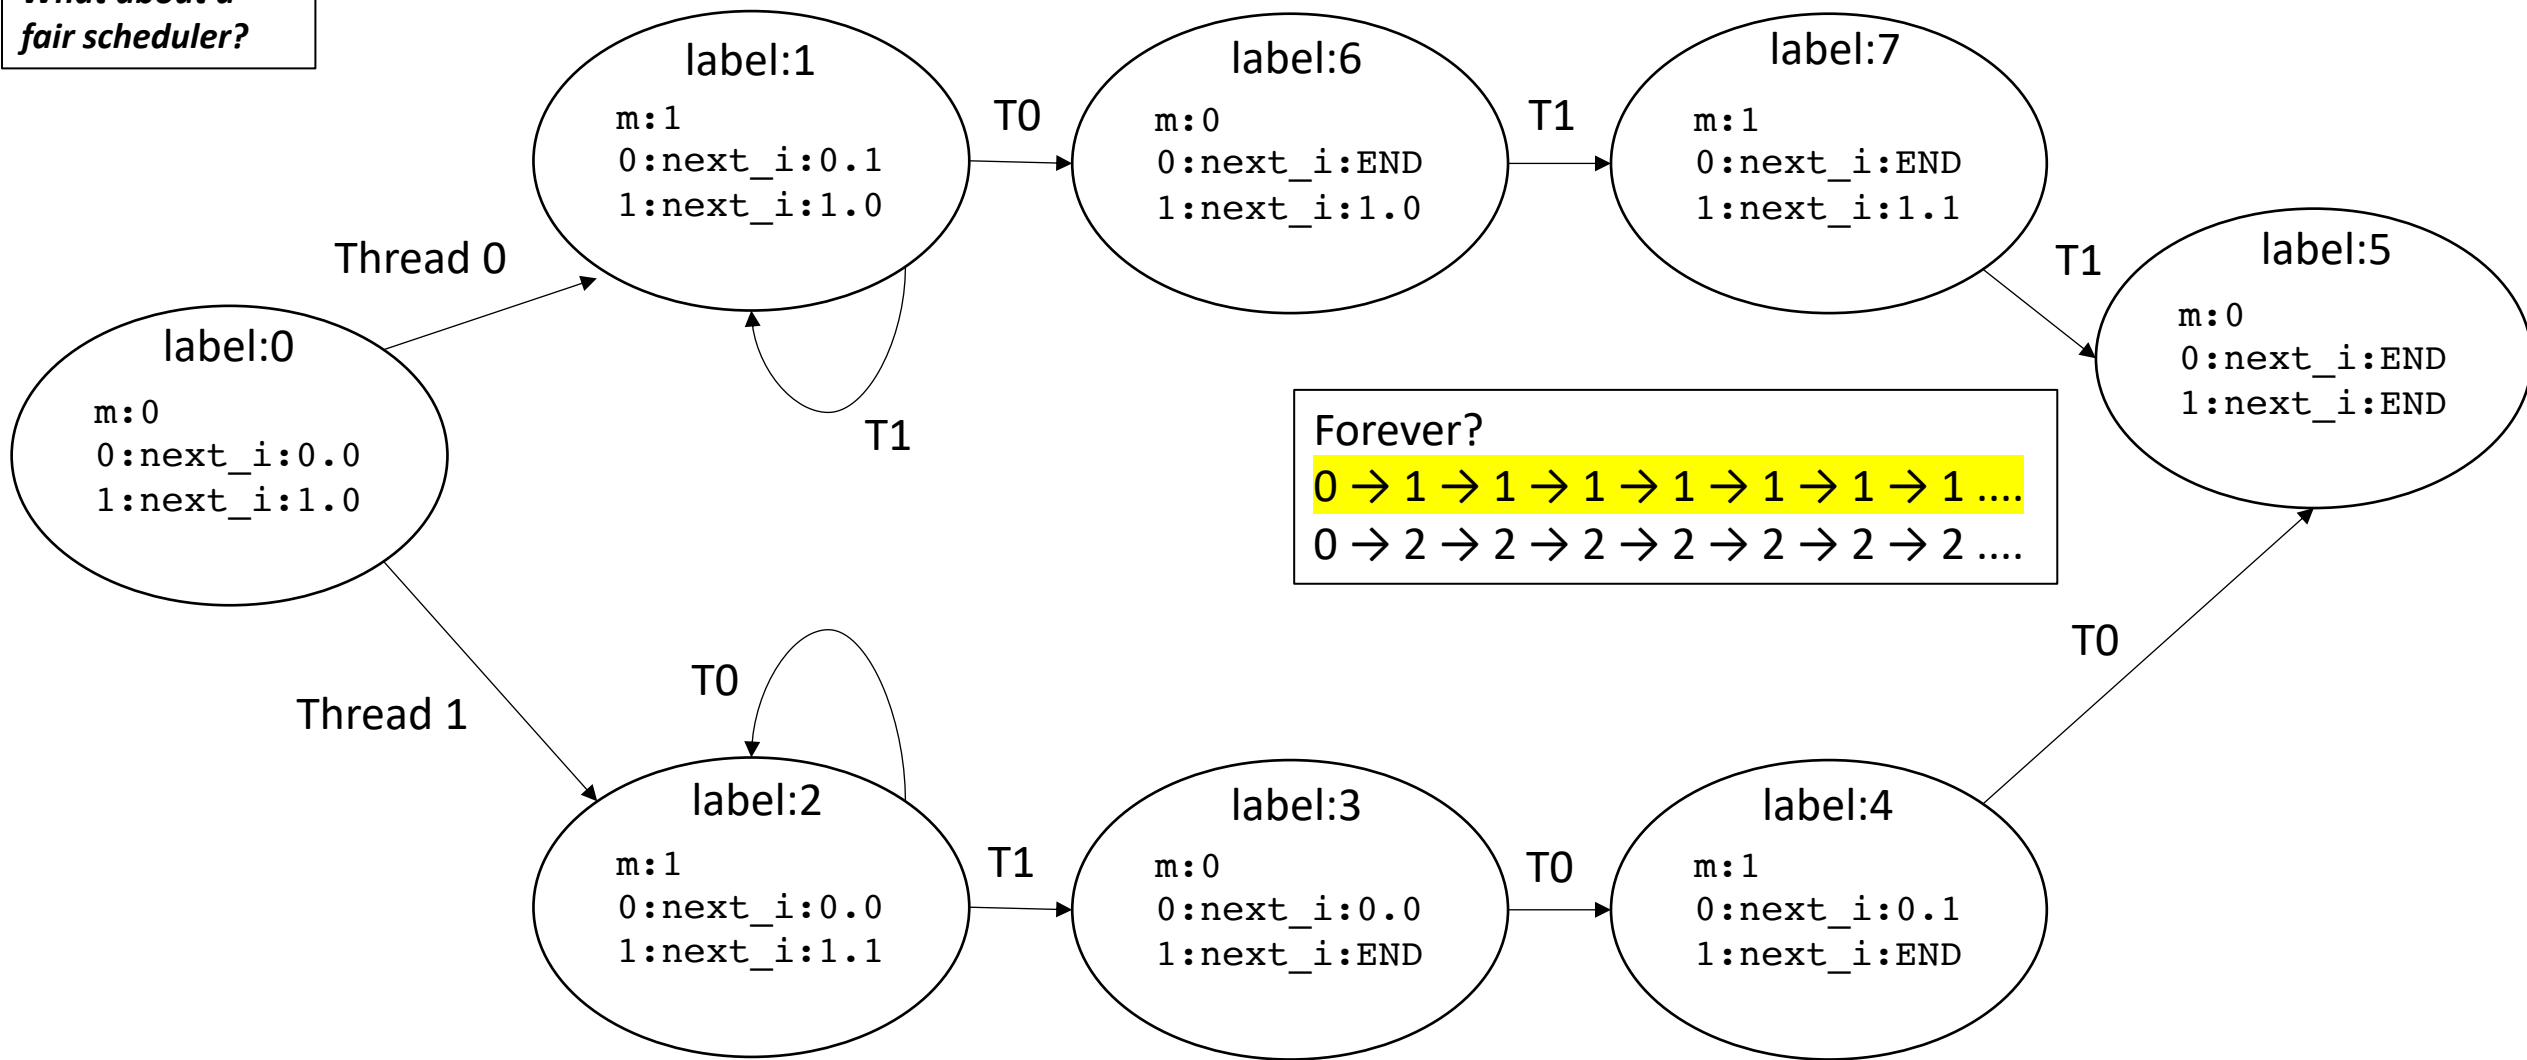 What about a
fair scheduler?
label:1
m:1
0:next_i:0.1
1:next_i:1.0
T0
label:6
m:0
0:next_i:END
1:next_i:1.0
T1
label:7
m:1
0:next_i:END
1:next_i:1.1
T1
label:5
m:0
0:next_i:END
1:next_i:END
Thread 0
T1
label:0
m:0
0:next_i:0.0
1:next_i:1.0
Forever?
0 → 1 → 1 → 1 → 1 → 1 → 1 → 1 ....
0 → 2 → 2 → 2 → 2 → 2 → 2 → 2 ....
Thread 1
T0
T0
label:2
m:1
0:next_i:0.0
1:next_i:1.1
T1
label:3
m:0
0:next_i:0.0
1:next_i:END
T0
label:4
m:1
0:next_i:0.1
1:next_i:END